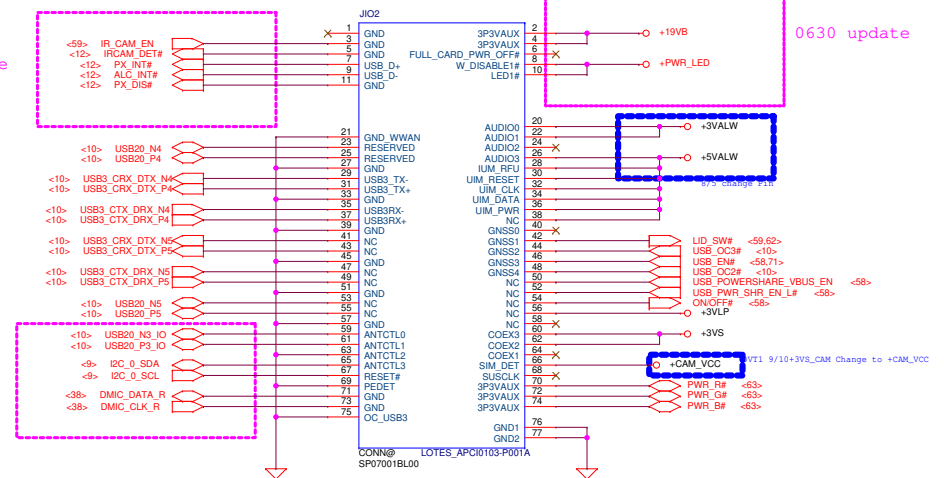 JIO2
1 GND 3P3VAUX 2 +19VB 0630 update
<59> IR_CAM_EN 3 GND 3P3VAUX 4
<12> IRCAM_DET# 5 GND FULL_CARD_PWR_OFF# 6
<12> PX_INT# 7 USB_D+ W_DISABLE1# 8 +PWR_LED
<12> ALC_INT# 9 USB_D- LED1# 10
<12> PX_DIS# 11 GND
AUDIO0 20 +3VALW
21 GND_WWAN AUDIO1 22
<10> USB20_N4 23 RESERVED AUDIO2 24
<10> USB20_P4 25 RESERVED AUDIO3 26 +5VALW
27 GND IUM_RFU 28
<10> USB3_CRX_DTX_N4 29 USB3_TX- UIM_RESET 30
8/5 change Pin
<10> USB3_CRX_DTX_P4 31 USB3_TX+ UIM_CLK 32
33 GND UIM_DATA 34
<10> USB3_CTX_DRX_N4 35 USB3RX- UIM_PWR 36
<10> USB3_CTX_DRX_P4 37 USB3RX+ NC 38
39 GND GNSS0 40
<10> USB3_CRX_DTX_N5 41 NC GNSS1 42 LID_SW# <59,62>
<10> USB3_CRX_DTX_P5 43 NC GNSS2 44 USB_OC3# <10>
45 GND GNSS3 46 USB_EN# <58,71>
<10> USB3_CTX_DRX_N5 47 NC GNSS4 48 USB_OC2# <10>
<10> USB3_CTX_DRX_P5 49 NC NC 50 USB_POWERSHARE_VBUS_EN <58>
51 GND NC 52 USB_PWR_SHR_EN_L# <58>
<10> USB20_N5 53 NC NC 54 ON/OFF# <58>
<10> USB20_P5 55 NC NC 56 +3VLP
57 GND NC 58
<10> USB20_N3_IO 59 ANTCTL0 COEX3 60 +3VS
<10> USB20_P3_IO 61 ANTCTL1 COEX2 62
63 ANTCTL2 COEX1 64
<9> I2C_0_SDA 65 ANTCTL3 SIM_DET 66 +CAM_VCC VT1 9/10+3VS_CAM Change to +CAM_VCC
<9> I2C_0_SCL 67 RESET# SUSCLK 68
69 PEDET 3P3VAUX 70 PWR_R# <63>
<38> DMIC_DATA_R 71 GND 3P3VAUX 72 PWR_G# <63>
<38> DMIC_CLK_R 73 GND 3P3VAUX 74 PWR_B# <63>
75 OC_USB3
GND1 76
GND2 77
CONN@ LOTES_APCI0103-P001A
SP07001BL00